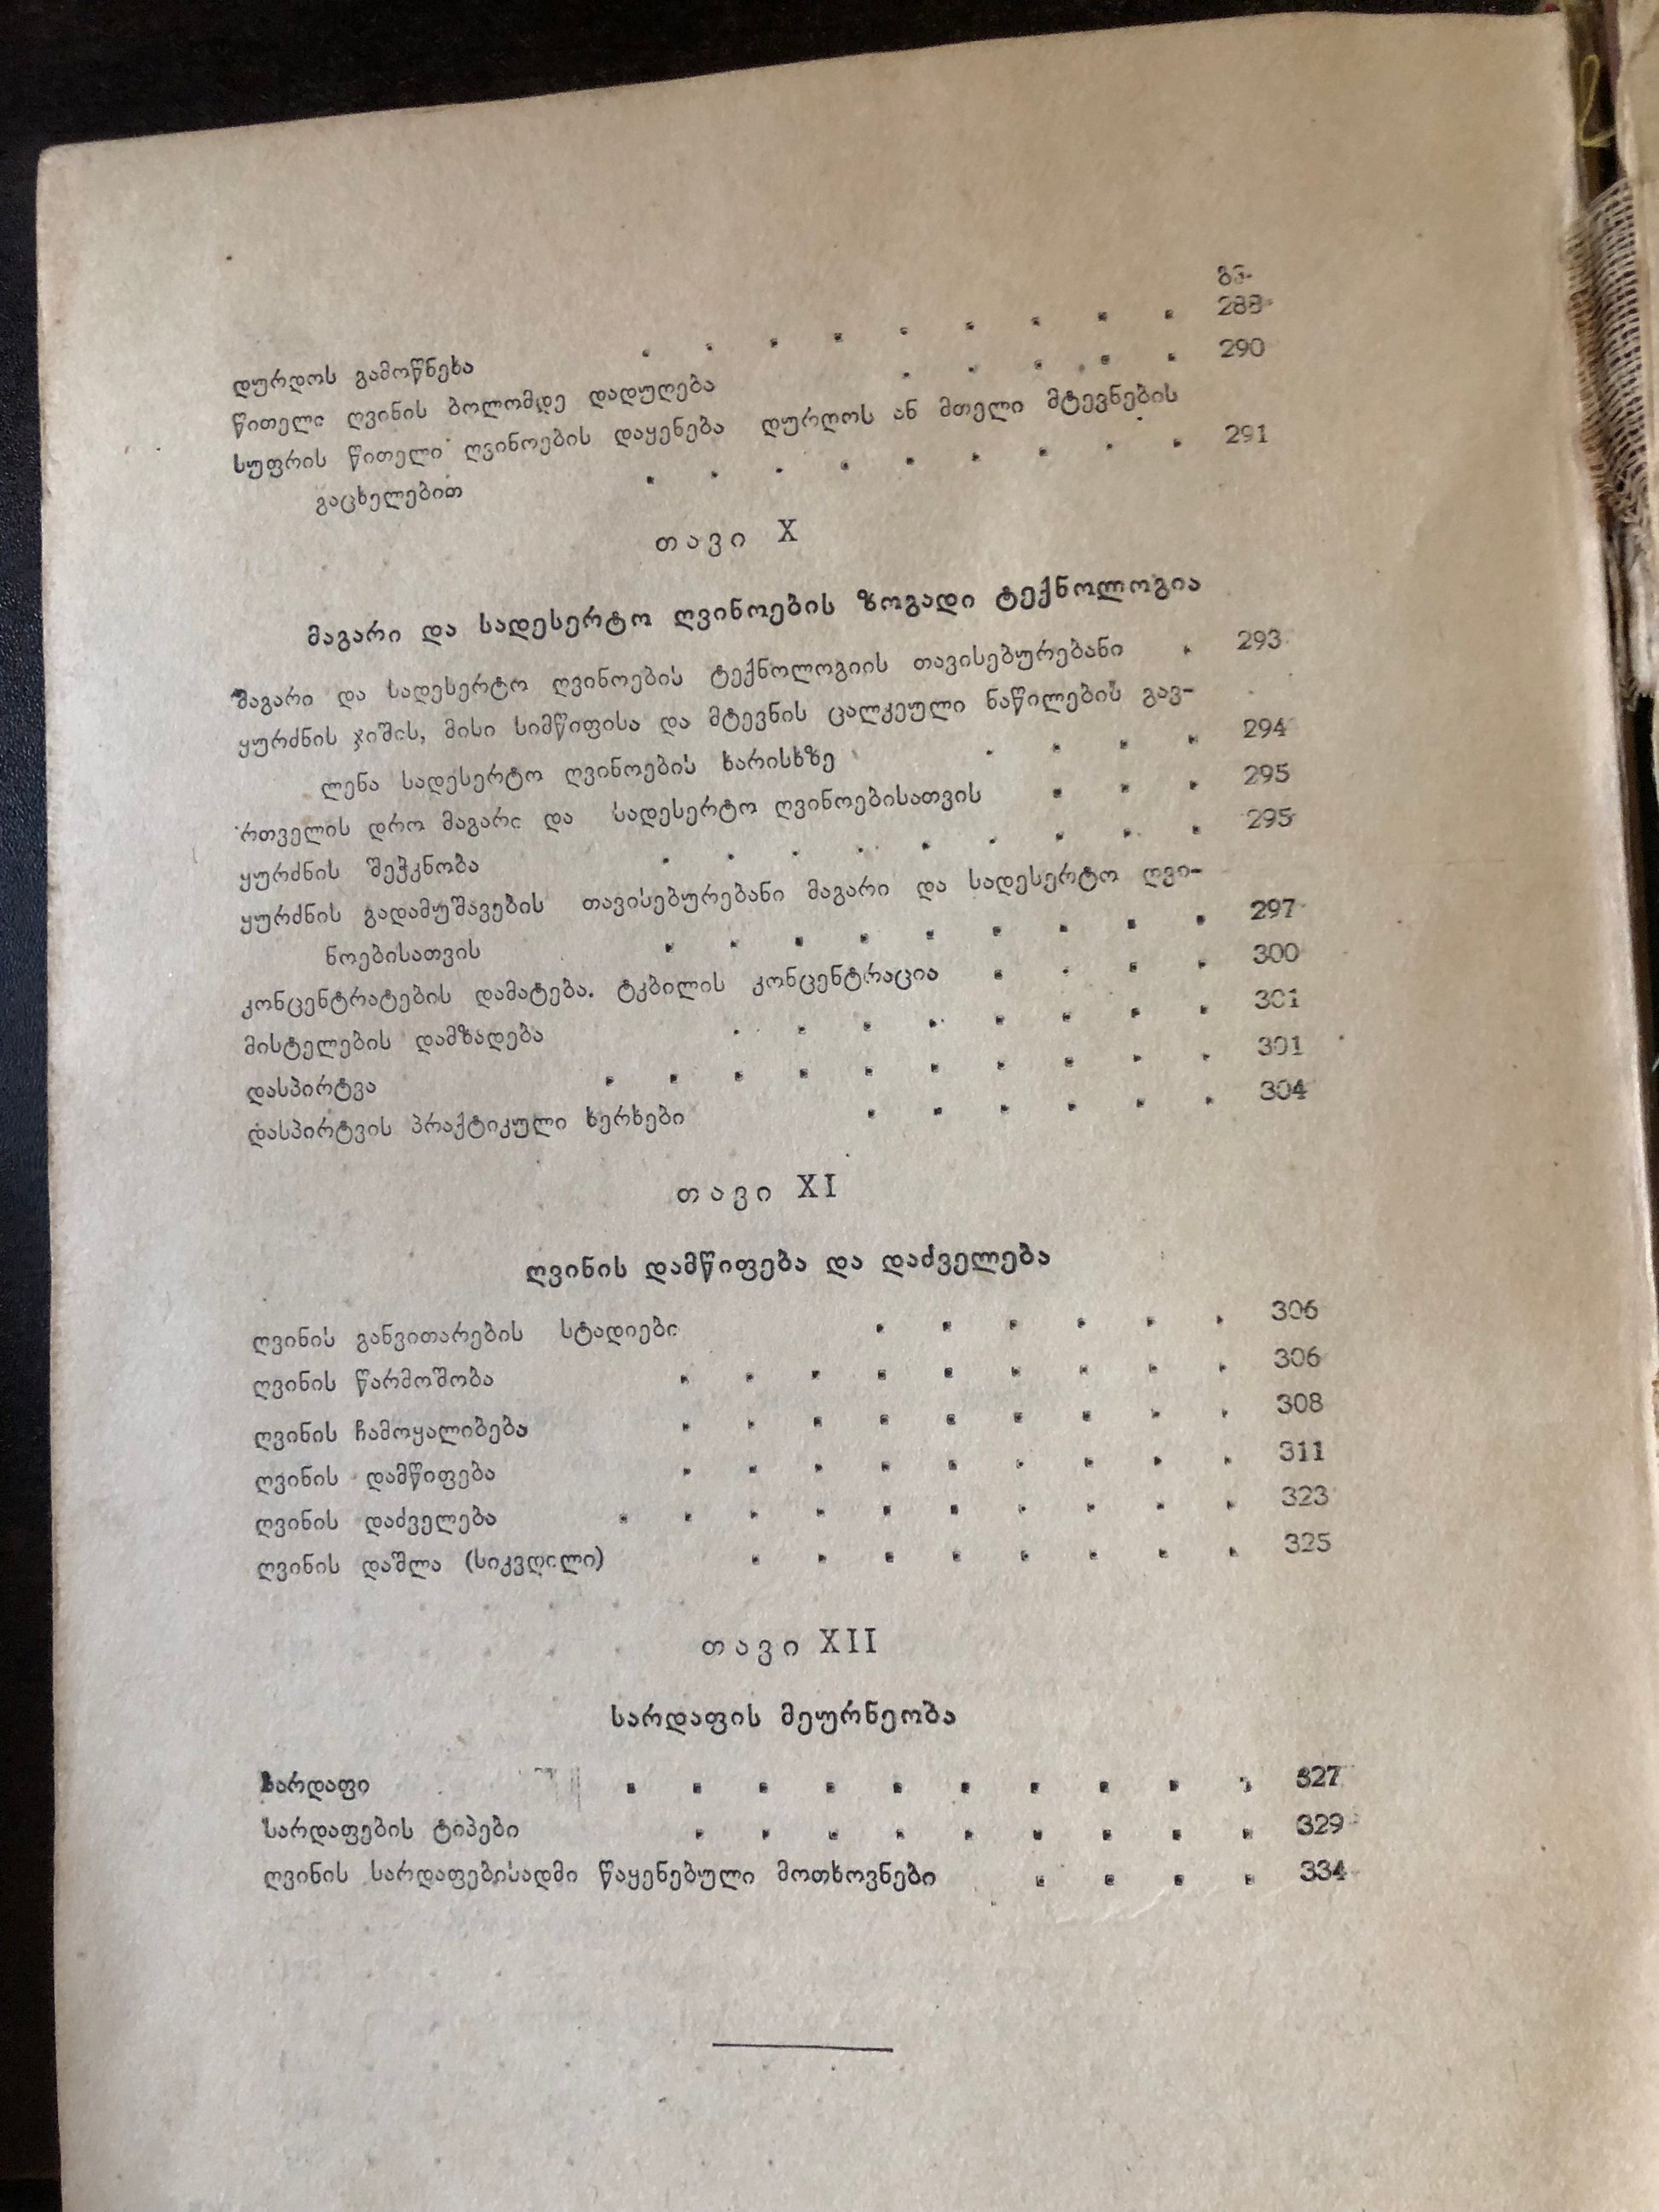 გვ.
დურდოს გამოწნეხა . . . . . . . . . 288
წითელი ღვინის ბოლომდე დადუღება . . . . . 290
სუფრის წითელი ღვინოების დაყენება დურდოს ან მთელი მტევნების
გაცხელებით . . . . . . . . . 291
თავი X
მაგარი და სადესერტო ღვინოების ზოგადი ტექნოლოგია
მაგარი და სადესერტო ღვინოების ტექნოლოგიის თავისებურებანი . 293
ყურძნის ჯიშის, მისი სიმწიფისა და მტევნის ცალკეული ნაწილების გავ-
ლენა სადესერტო ღვინოების ხარისხზე . . . . 294
რთველის დრო მაგარი და სადესერტო ღვინოებისათვის . . . 295
ყურძნის შეჭკნობა . . . . . . . . . 295
ყურძნის გადამუშავების თავისებურებანი მაგარი და სადესერტო ღვი-
ნოებისათვის . . . . . . . . . 297
კონცენტრატების დამატება. ტკბილის კონცენტრაცია . . . . 300
მისტელების დამზადება . . . . . . . . 301
დასპირტვა . . . . . . . . . . 301
დასპირტვის პრაქტიკული ხერხები . . . . . . 304
თავი XI
ღვინის დამწიფება და დაძველება
ღვინის განვითარების სტადიები . . . . . . 306
ღვინის წარმოშობა . . . . . . . . . 306
ღვინის ჩამოყალიბება . . . . . . . . . 308
ღვინის დამწიფება . . . . . . . . . 311
ღვინის დაძველება . . . . . . . . . . 323
ღვინის დაშლა (სიკვდილი) . . . . . . . . 325
თავი XII
სარდაფის მეურნეობა
სარდაფი . . . . . . . . . . 327
სარდაფების ტიპები . . . . . . . . . 329
ღვინის სარდაფებისადმი წაყენებული მოთხოვნები . . . . 334